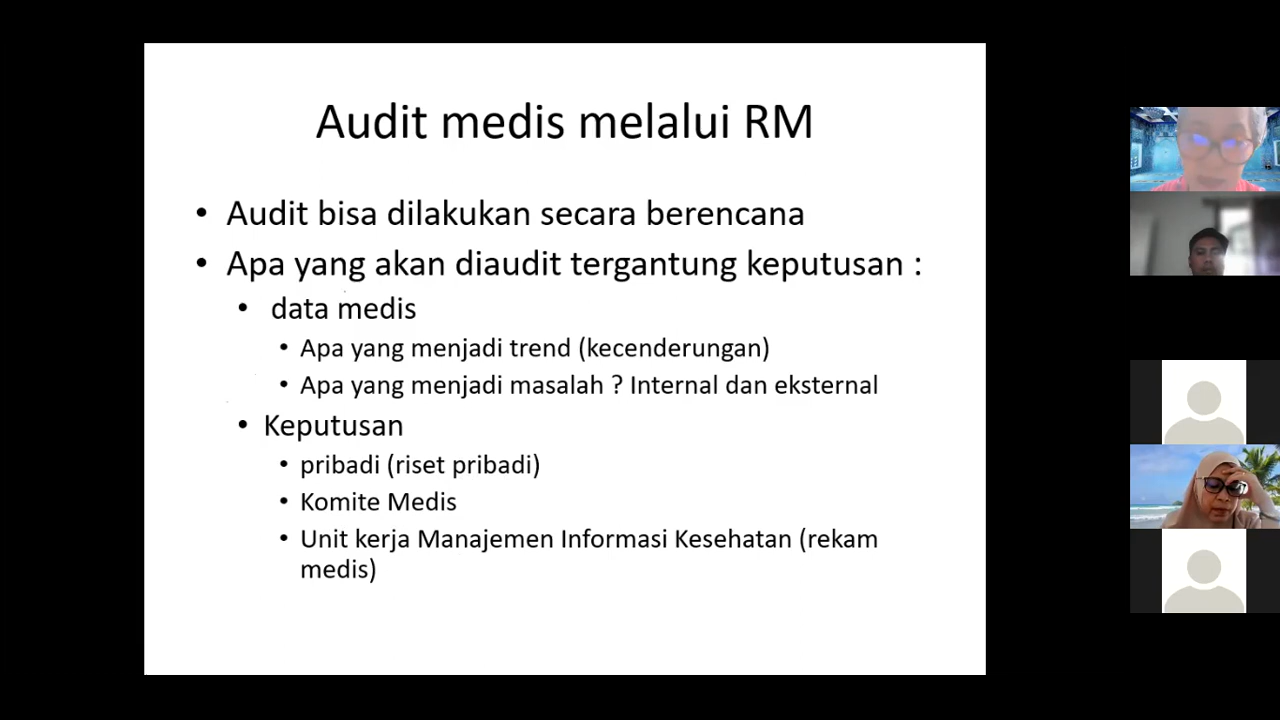 Audit medis melalui RM
• Audit bisa dilakukan secara berencana
• Apa yang akan diaudit tergantung keputusan :
• data medis
• Apa yang menjadi trend (kecenderungan)
• Apa yang menjadi masalah ? Internal dan eksternal
• Keputusan
• pribadi (riset pribadi)
• Komite Medis
• Unit kerja Manajemen Informasi Kesehatan (rekam
medis)